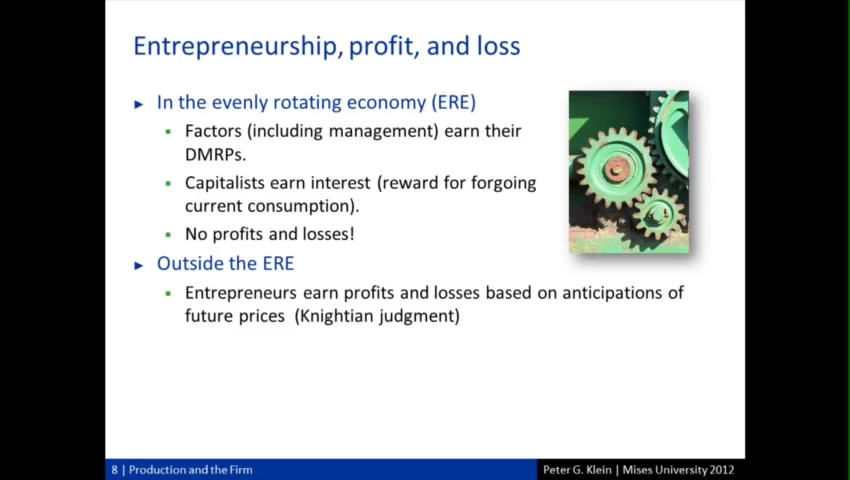 Entrepreneurship, profit, and loss
► In the evenly rotating economy (ERE)
▪ Factors (including management) earn their
DMRPs.
▪ Capitalists earn interest (reward for forgoing
current consumption).
▪ No profits and losses!
► Outside the ERE
▪ Entrepreneurs earn profits and losses based on anticipations of
future prices (Knightian judgment)
8 | Production and the Firm
Peter G. Klein | Mises University 2012